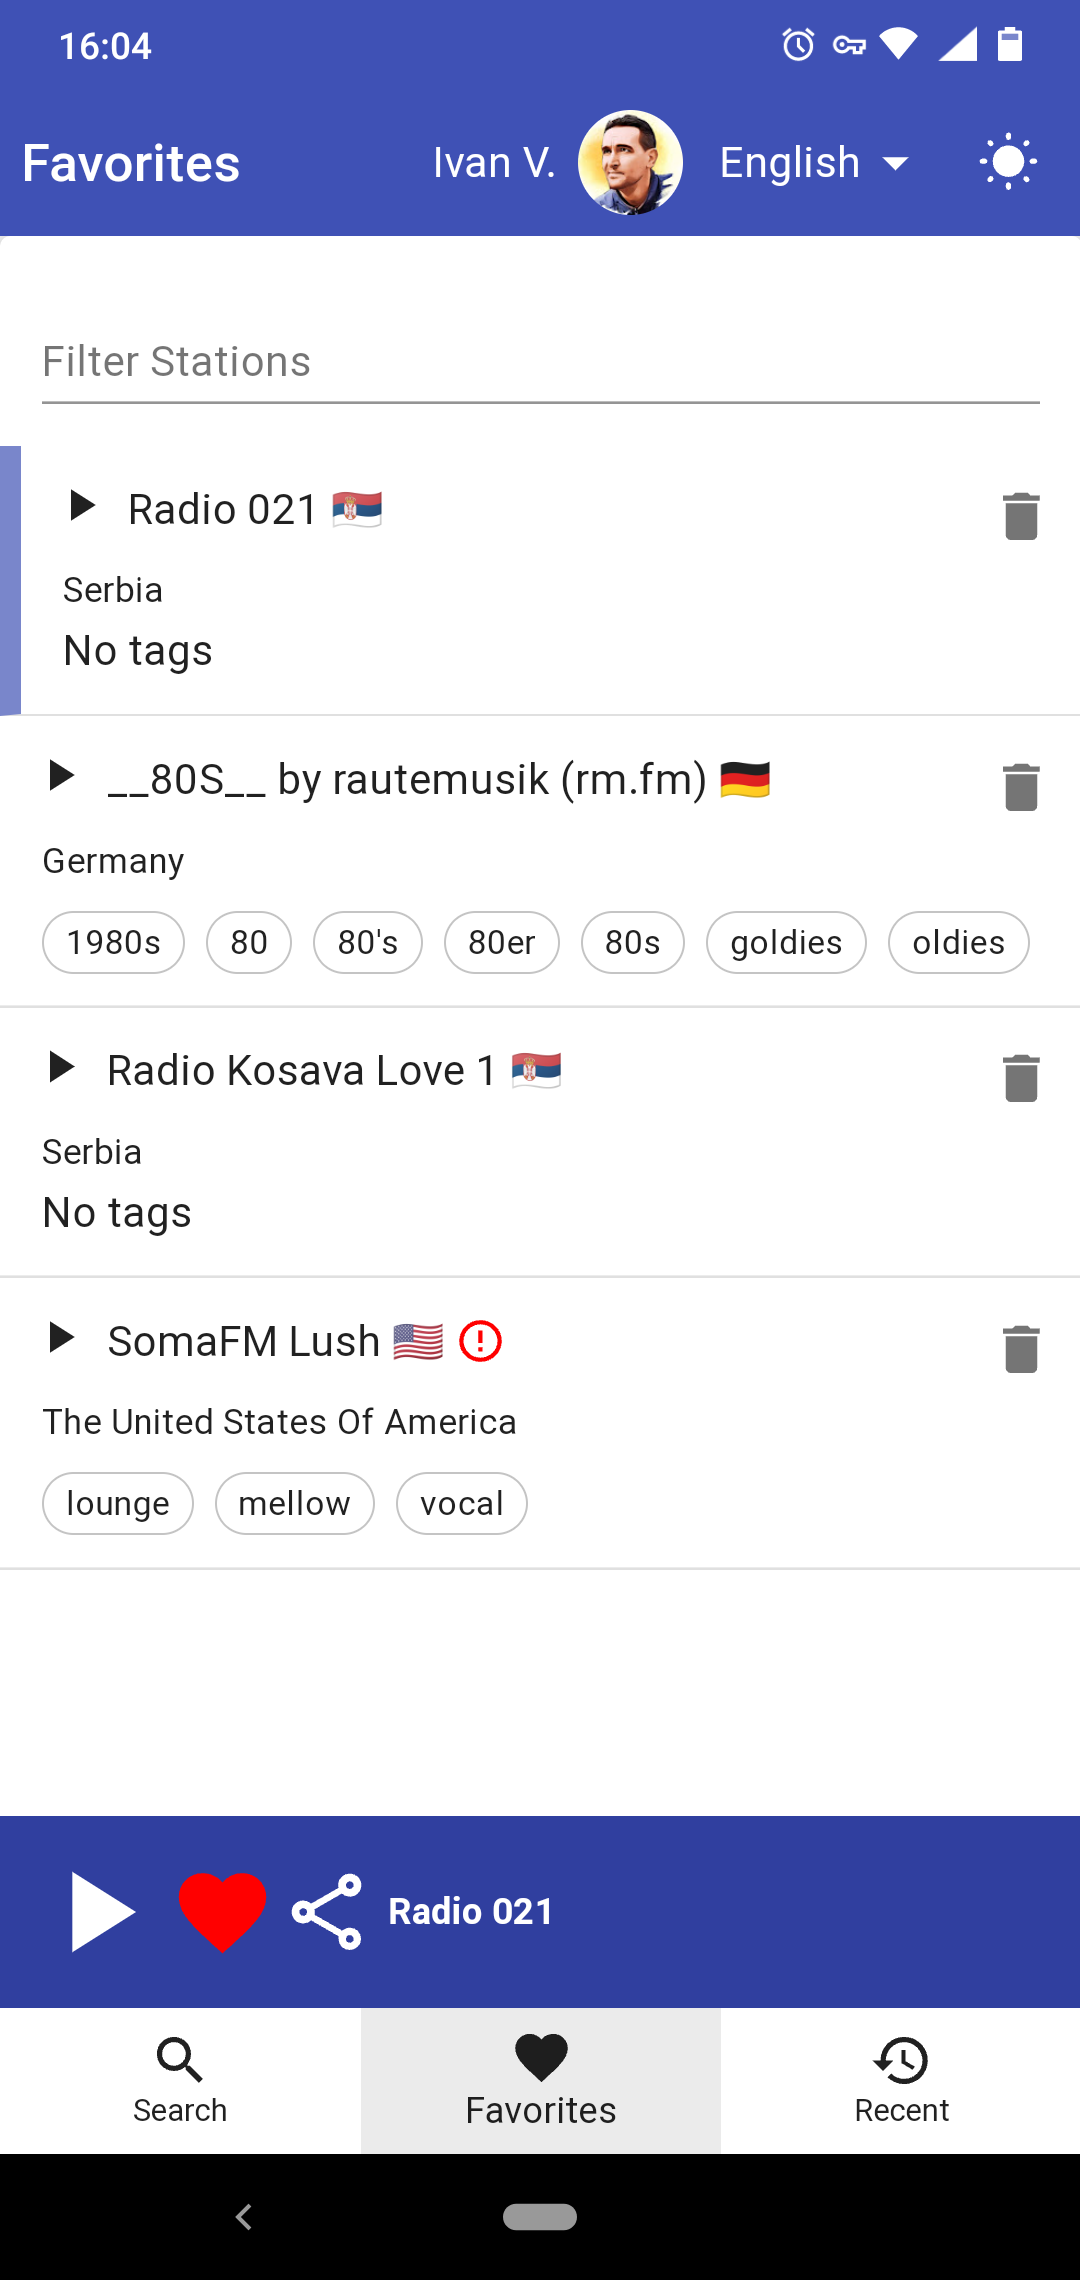 16:04
Favorites Ivan V. English
Filter Stations
Radio 021
Serbia
No tags
__80S__ by rautemusik (rm.fm)
Germany
1980s 80 80's 80er 80s goldies oldies
Radio Kosava Love 1
Serbia
No tags
SomaFM Lush
The United States Of America
lounge mellow vocal
Radio 021
Search Favorites Recent